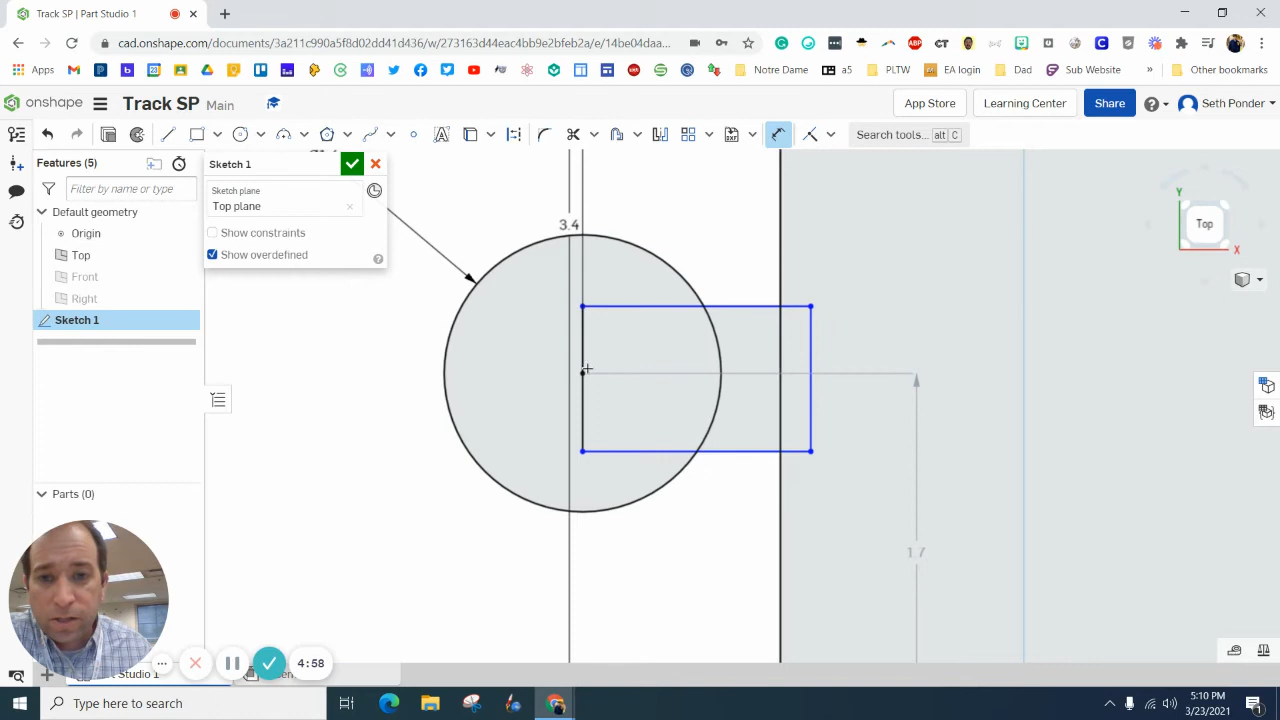 Track SP | Part Studio 1
cad.onshape.com/documents/3a211c900a5f8d02dd41d436/w/273163d44eac4bb9e2bfeb2a/e/14be04daa...
Apps
Notre Dame
a5
PLTW
EA login
Dad
Sub Website
»
Other bookmarks
onshape
Track SP
Main
App Store
Learning Center
Share
Seth Ponder
Search tools...
alt
C
Features (5)
Filter by name or type
Default geometry
Origin
Top
Front
Right
Sketch 1
Parts (0)
Sketch 1
Sketch plane
Top plane
Show constraints
Show overdefined
3.4
1.7
Top
Y
X
4:58
Studio 1
Type here to search
5:10 PM
3/23/2021